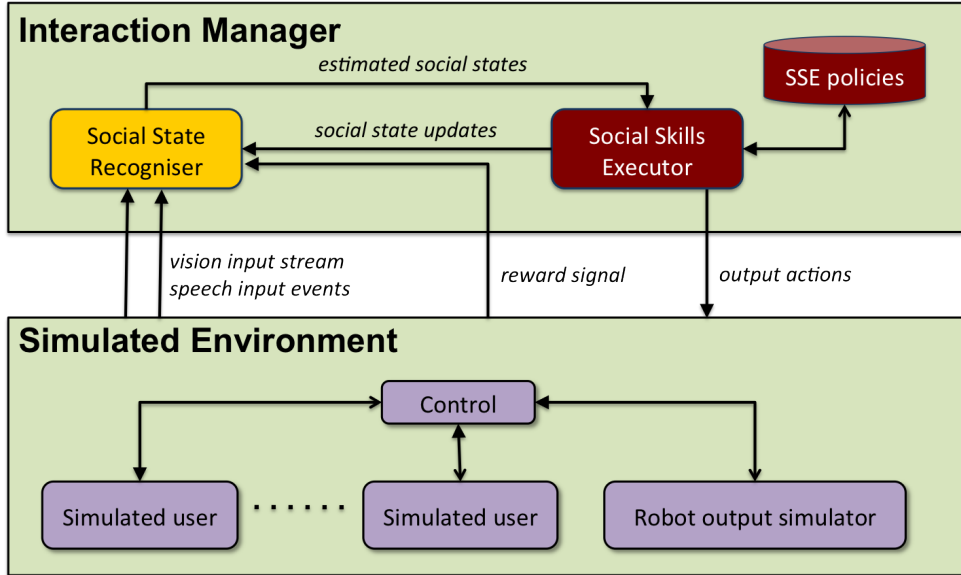 Interaction Manager
estimated social states
SSE policies
social state updates
Social State
Recogniser
Social Skills
Executor
vision input stream
speech input events
reward signal
output actions
Simulated Environment
Control
Simulated user
. . . . . .
Simulated user
Robot output simulator